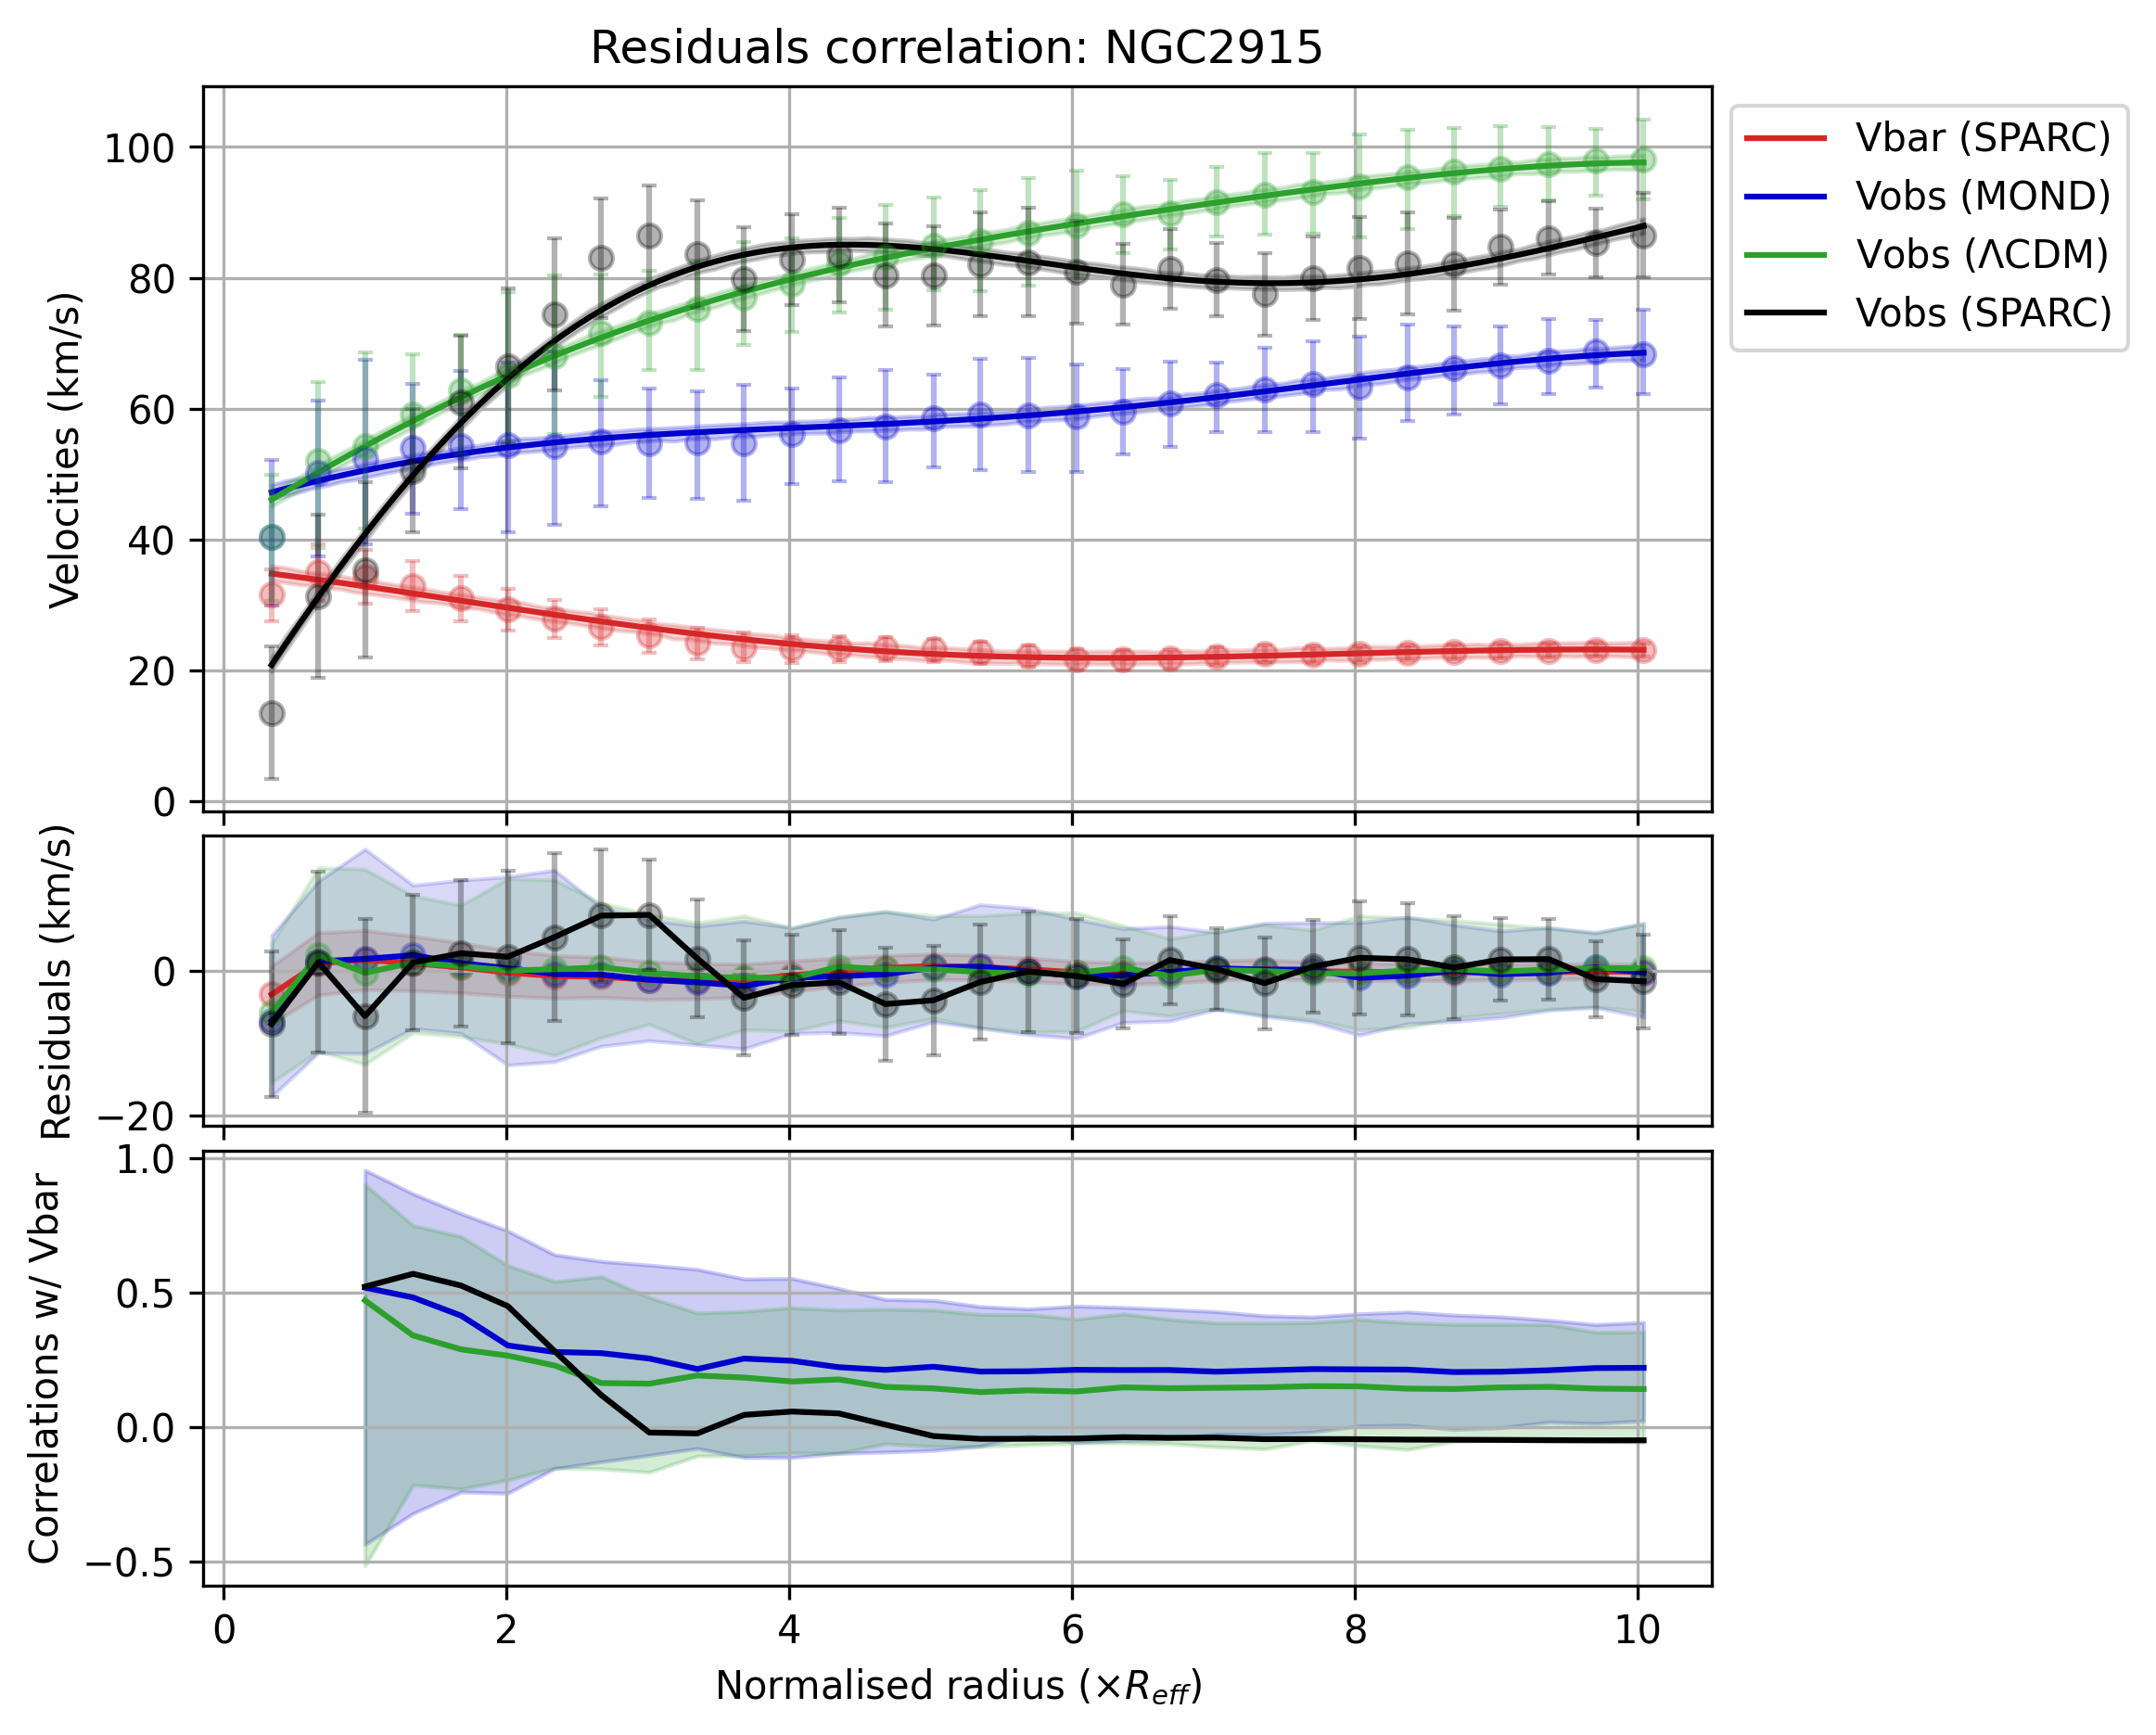 Residuals correlation: NGC2915
Velocities (km/s)
100
80
60
40
20
0
Vbar (SPARC)
Vobs (MOND)
Vobs (ΛCDM)
Vobs (SPARC)
Residuals (km/s)
0
−20
Correlations w/ Vbar
1.0
0.5
0.0
−0.5
0 2 4 6 8 10
Normalised radius (×R_eff)